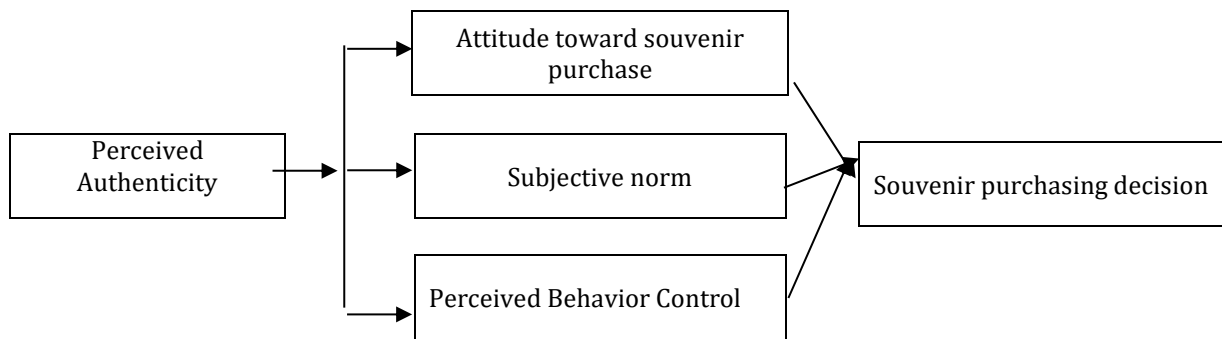 Attitude toward souvenir
purchase
Perceived
Authenticity
Subjective norm
Souvenir purchasing decision
Perceived Behavior Control